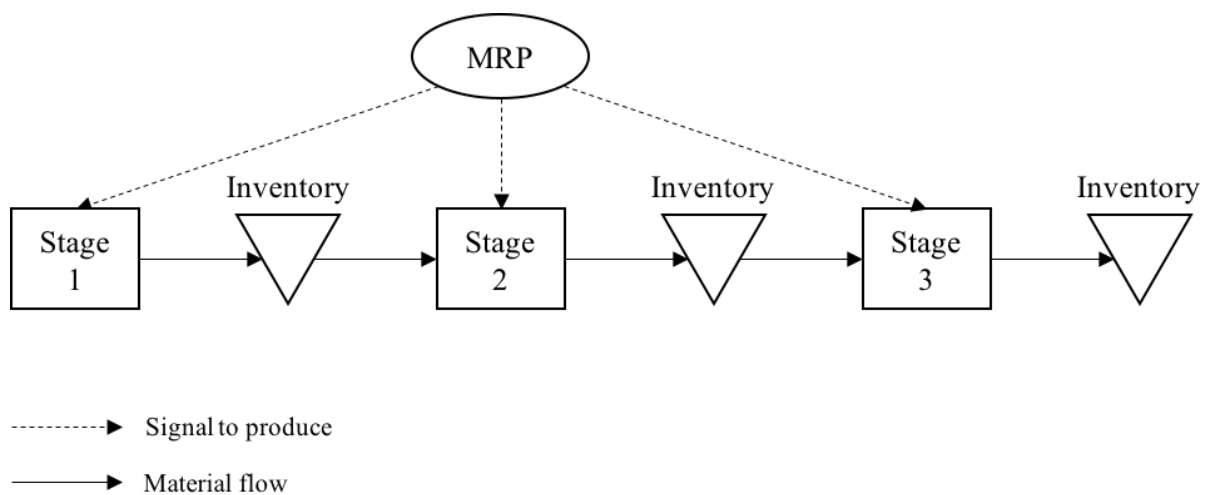 MRP
Inventory
Inventory
Inventory
Stage
1
Stage
2
Stage
3
Signal to produce
Material flow